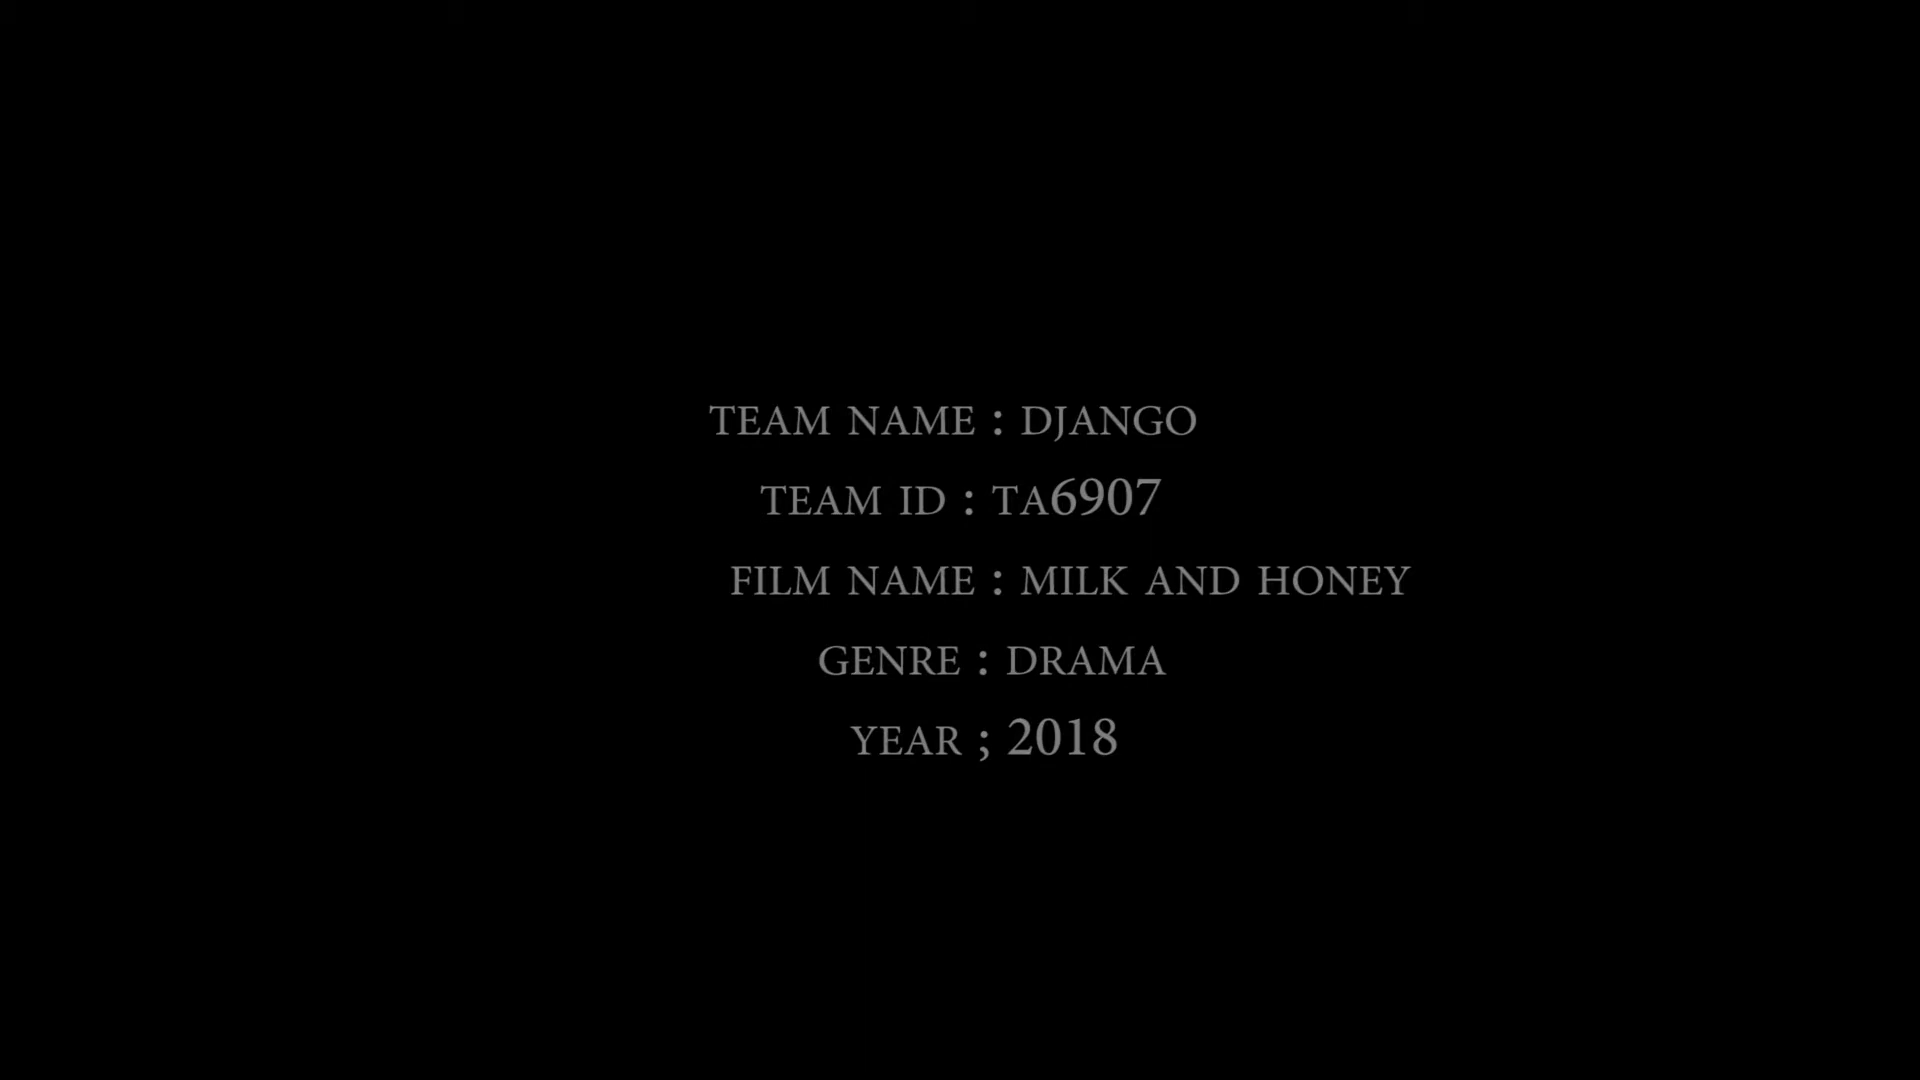 TEAM NAME : DJANGO
TEAM ID : TA6907
FILM NAME : MILK AND HONEY
GENRE : DRAMA
YEAR ; 2018